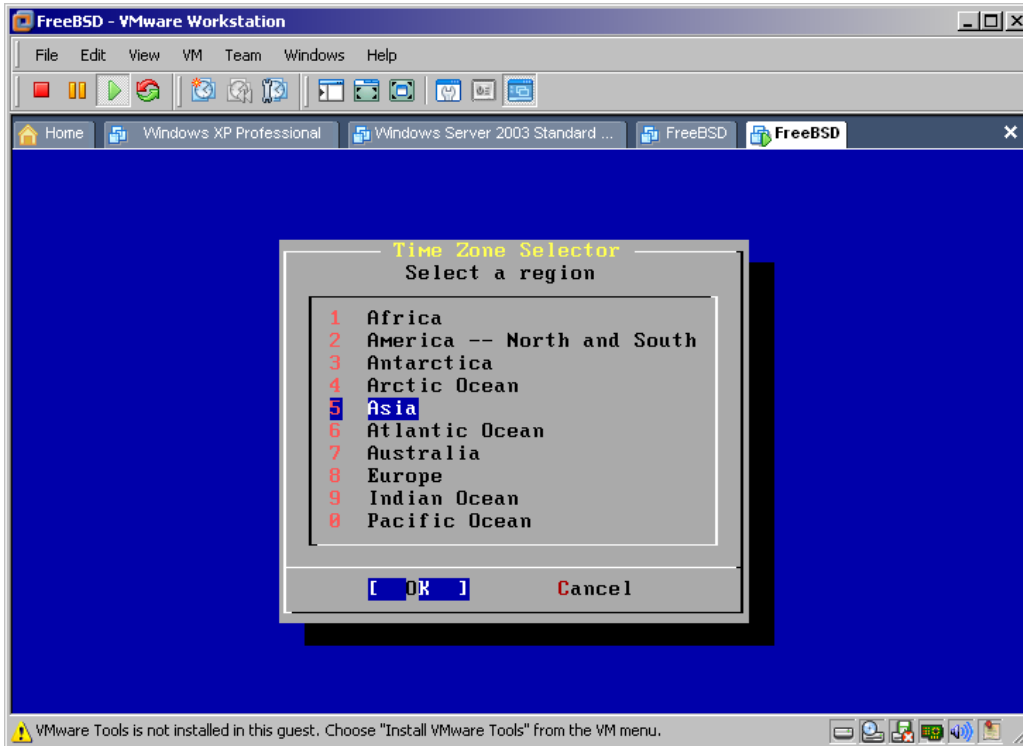 FreeBSD - VMware Workstation
File Edit View VM Team Windows Help
Home Windows XP Professional Windows Server 2003 Standard ... FreeBSD FreeBSD
Time Zone Selector
Select a region
1 Africa
2 America -- North and South
3 Antarctica
4 Arctic Ocean
5 Asia
6 Atlantic Ocean
7 Australia
8 Europe
9 Indian Ocean
0 Pacific Ocean
[ OK ] Cancel
VMware Tools is not installed in this guest. Choose "Install VMware Tools" from the VM menu.